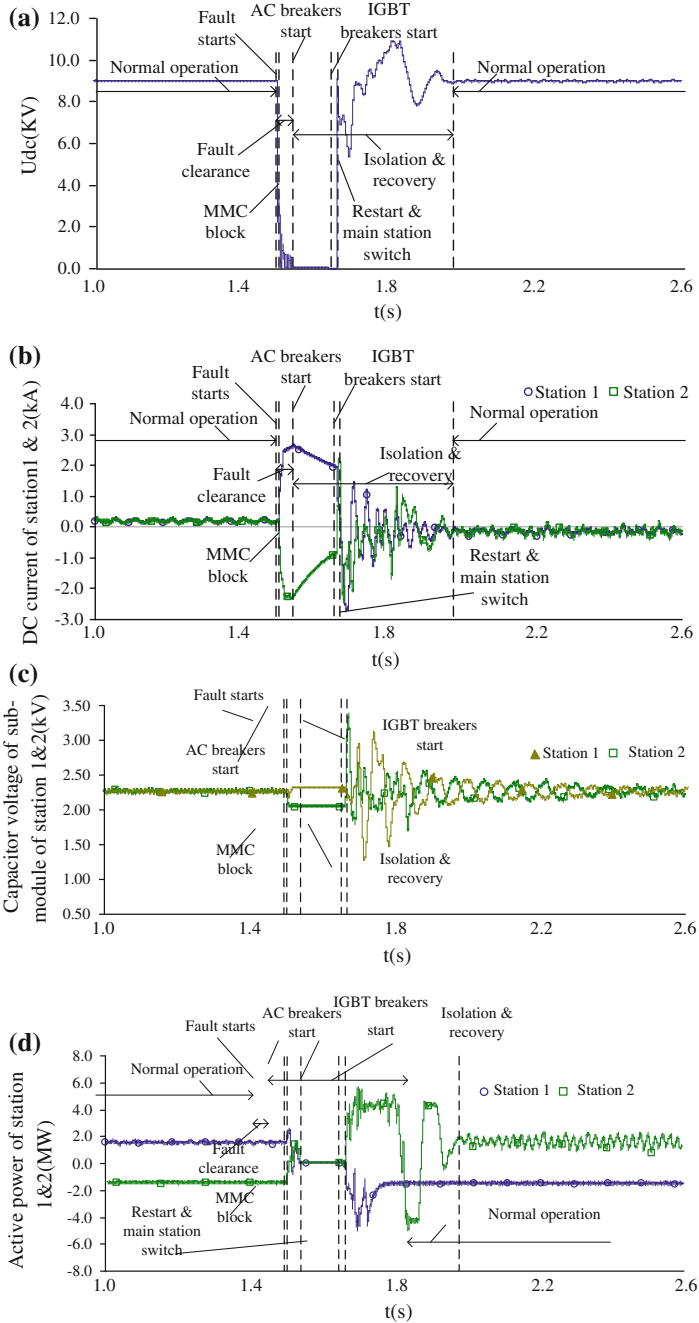 (a)
Fault
starts
AC breakers
start
IGBT
breakers start
12.0
10.0
8.0
6.0
4.0
2.0
0.0
Udc(KV)
Normal operation
Normal operation
Fault
clearance
Isolation &
recovery
MMC
block
Restart &
main station
switch
1.0
1.4
1.8
2.2
2.6
t(s)
(b)
AC breakers
start
IGBT
breakers start
Fault
starts
Station 1
Station 2
4.0
3.0
2.0
1.0
0.0
-1.0
-2.0
-3.0
DC current of station1 & 2(kA)
Normal operation
Normal operation
Fault
clearance
Isolation &
recovery
MMC
block
Restart &
main station
switch
1.0
1.4
1.8
2.2
2.6
t(s)
(c)
Fault starts
3.50
3.00
2.50
2.00
1.50
1.00
0.50
Capacitor voltage of sub-
module of station 1&2(kV)
AC breakers
start
IGBT breakers
start
Station 1
Station 2
MMC
block
Isolation &
recovery
1.0
1.4
1.8
2.2
2.6
t(s)
(d)
Fault starts
AC breakers
start
IGBT breakers
start
Isolation &
recovery
8.0
6.0
4.0
2.0
0.0
-2.0
-4.0
-6.0
-8.0
Active power of station
1&2(MW)
Normal operation
Station 1
Station 2
Fault
clearance
MMC
block
Restart &
main station
switch
Normal operation
1.0
1.4
1.8
2.2
2.6
t(s)